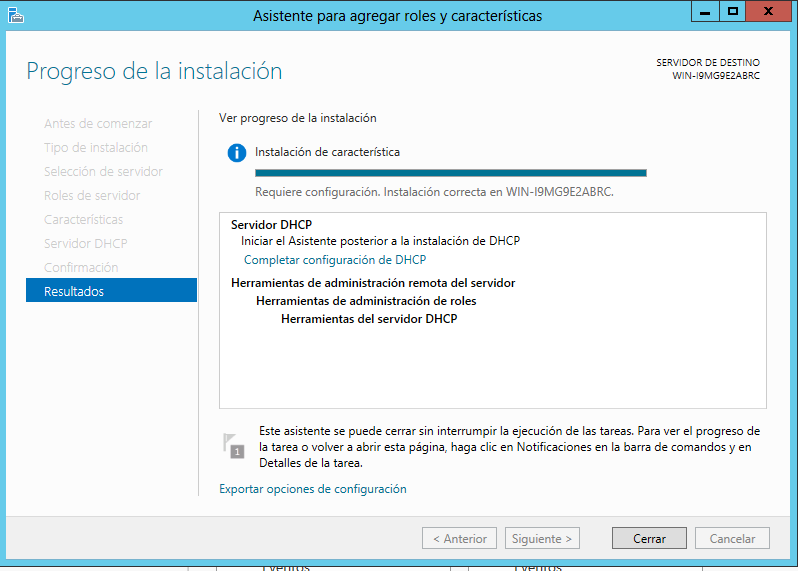 Asistente para agregar roles y características
Progreso de la instalación
SERVIDOR DE DESTINO
WIN-I9MG9E2ABRC
Antes de comenzar
Tipo de instalación
Selección de servidor
Roles de servidor
Características
Servidor DHCP
Confirmación
Resultados
Ver progreso de la instalación
Instalación de característica
Requiere configuración. Instalación correcta en WIN-I9MG9E2ABRC.
Servidor DHCP
Iniciar el Asistente posterior a la instalación de DHCP
Completar configuración de DHCP
Herramientas de administración remota del servidor
Herramientas de administración de roles
Herramientas del servidor DHCP
1
Este asistente se puede cerrar sin interrumpir la ejecución de las tareas. Para ver el progreso de
la tarea o volver a abrir esta página, haga clic en Notificaciones en la barra de comandos y en
Detalles de la tarea.
Exportar opciones de configuración
< Anterior
Siguiente >
Cerrar
Cancelar